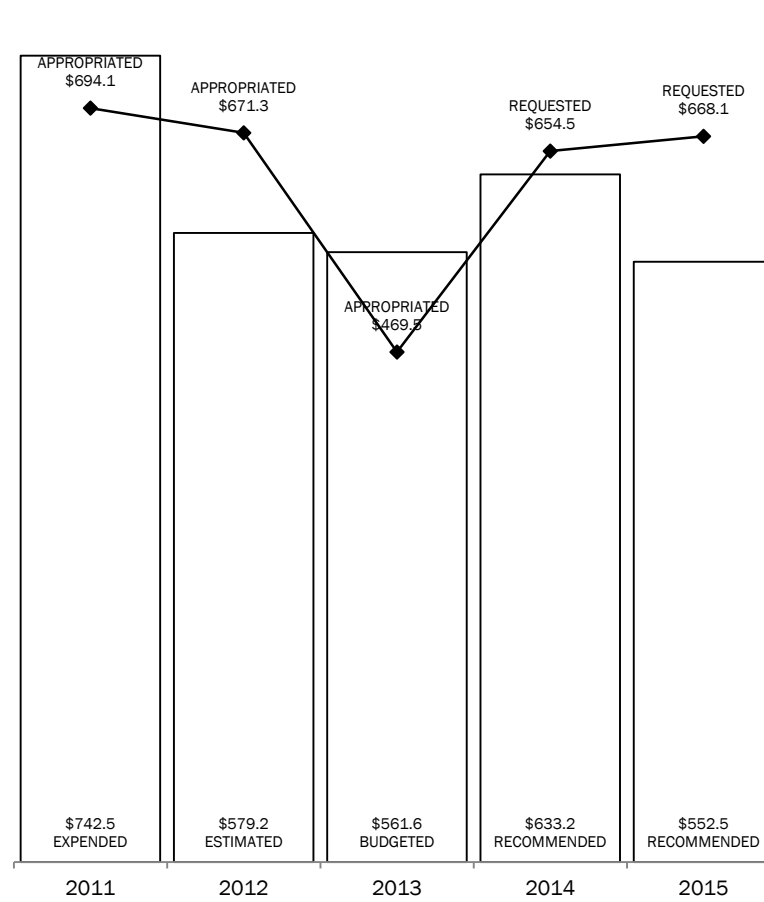 APPROPRIATED
$694.1
APPROPRIATED
$671.3
APPROPRIATED
$469.5
REQUESTED
$654.5
REQUESTED
$668.1
$742.5
EXPENDED
$579.2
ESTIMATED
$561.6
BUDGETED
$633.2
RECOMMENDED
$552.5
RECOMMENDED
2011
2012
2013
2014
2015